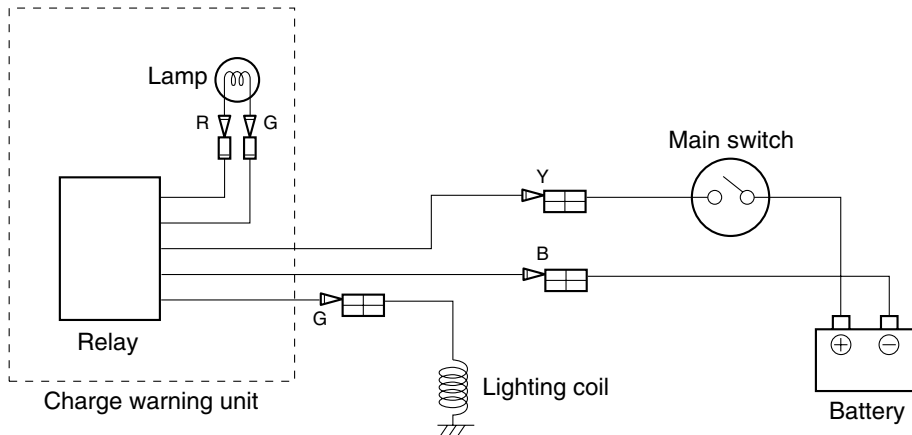 Lamp
R
G
Main switch
Y
B
G
Relay
Lighting coil
+
−
Charge warning unit
Battery